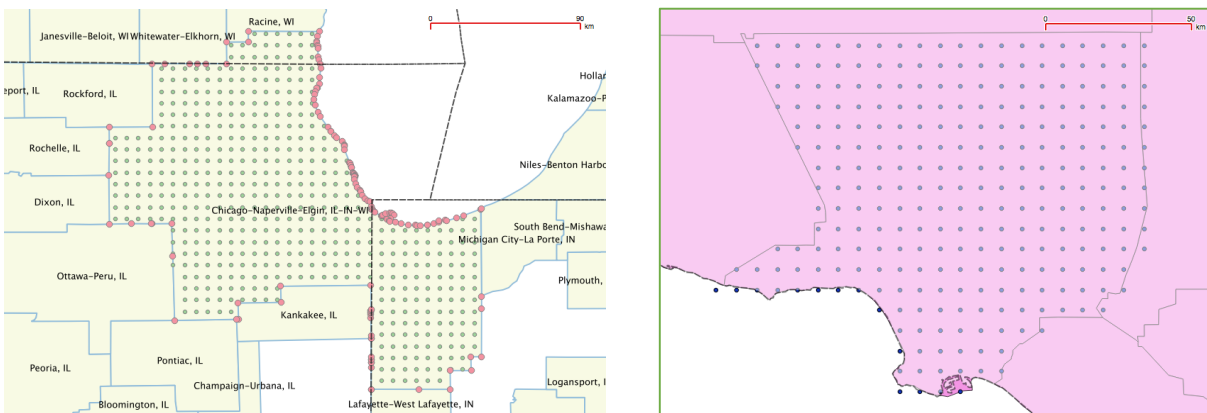 Racine, WI
0
90
km
Janesville-Beloit, WI
Whitewater-Elkhorn, WI
Rockford, IL
Rochelle, IL
Niles-Benton Harbo
Dixon, IL
Chicago-Naperville-Elgin, IL-IN-WI
South Bend-Mishawa
Michigan City-La Porte, IN
Ottawa-Peru, IL
Plymouth,
Kankakee, IL
Pontiac, IL
Peoria, IL
Champaign-Urbana, IL
Bloomington, IL
Lafayette-West Lafayette, IN
eport, IL
Hollan
Kalamazoo-P
Logansport, I
0
50
km